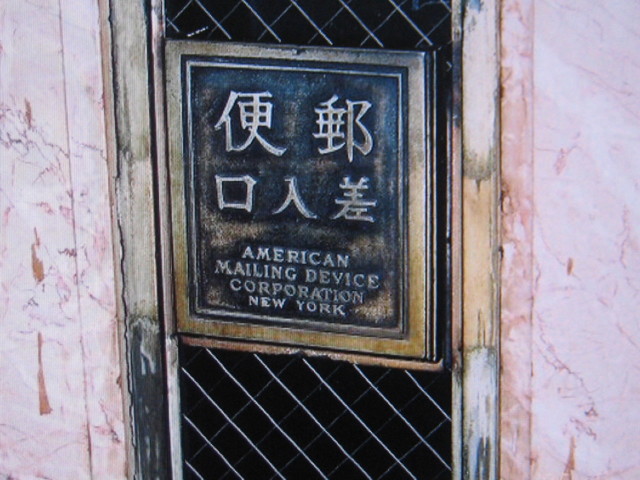 郵便
差入口
AMERICAN
MAILING DEVICE
CORPORATION
NEW YORK